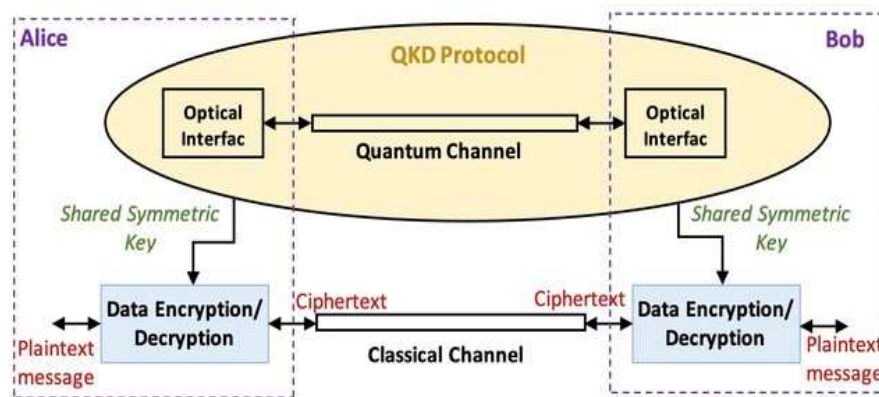 Alice
Bob
QKD Protocol
Optical
Interfac
Optical
Interfac
Quantum Channel
Shared Symmetric
Key
Shared Symmetric
Key
Data Encryption/
Decryption
Ciphertext
Ciphertext
Data Encryption/
Decryption
Plaintext
message
Classical Channel
Plaintext
message